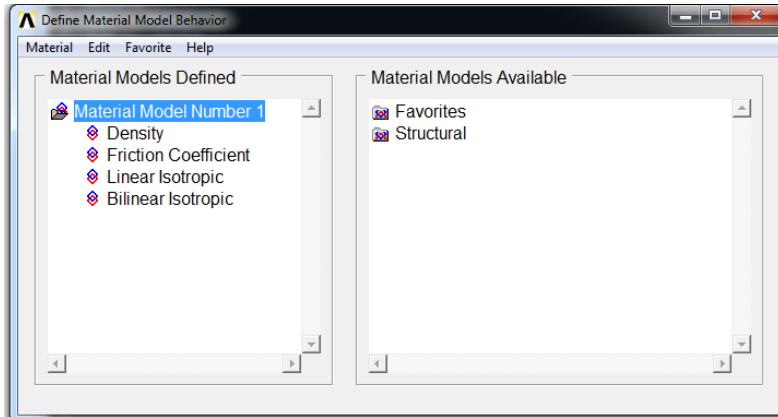 Define Material Model Behavior
Material Edit Favorite Help
Material Models Defined
Material Model Number 1
Density
Friction Coefficient
Linear Isotropic
Bilinear Isotropic
Material Models Available
Favorites
Structural